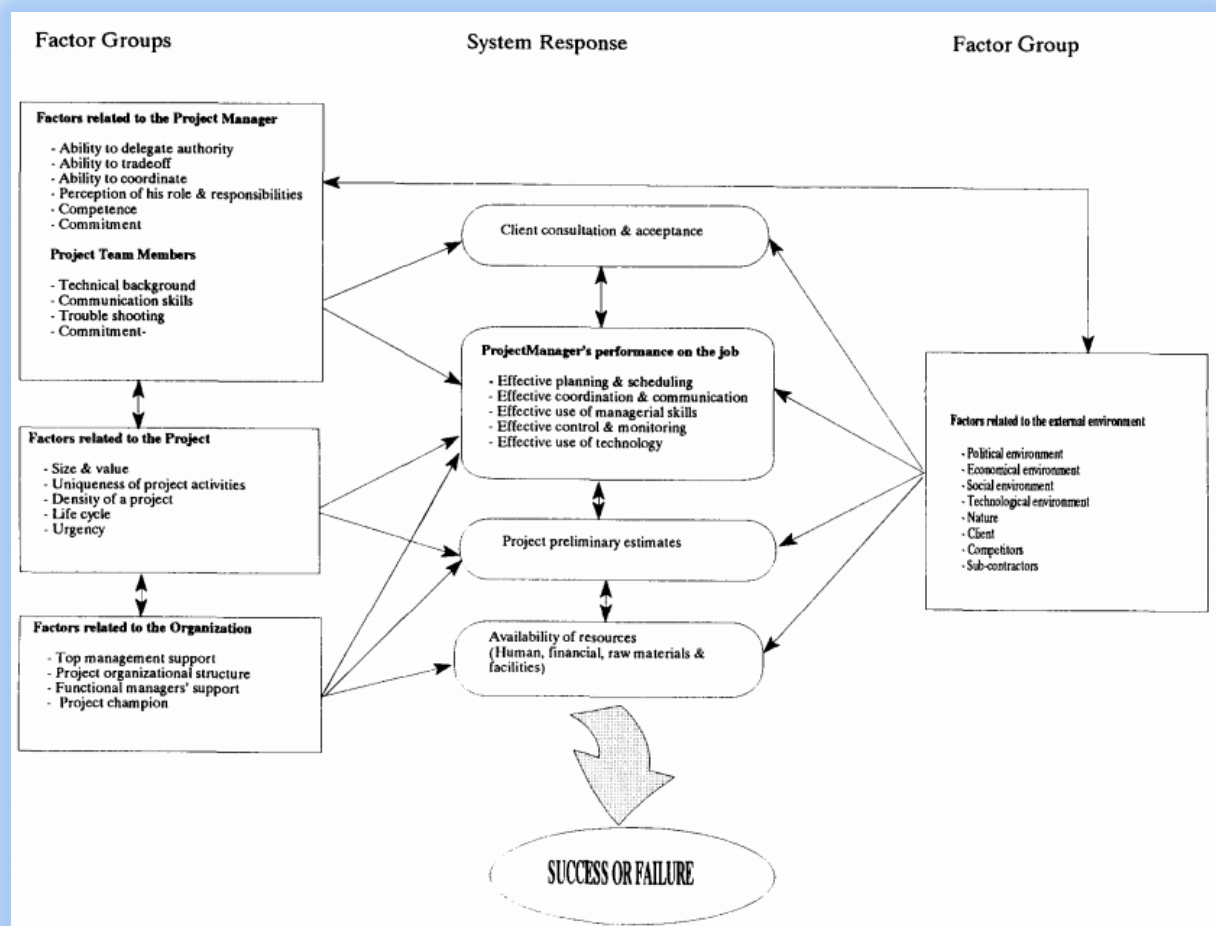 Factor Groups
System Response
Factor Group
Factors related to the Project Manager
- Ability to delegate authority
- Ability to tradeoff
- Ability to coordinate
- Perception of his role & responsibilities
- Competence
- Commitment
Project Team Members
- Technical background
- Communication skills
- Trouble shooting
- Commitment-
Factors related to the Project
- Size & value
- Uniqueness of project activities
- Density of a project
- Life cycle
- Urgency
Factors related to the Organization
- Top management support
- Project organizational structure
- Functional managers' support
- Project champion
Client consultation & acceptance
ProjectManager's performance on the job
- Effective planning & scheduling
- Effective coordination & communication
- Effective use of managerial skills
- Effective control & monitoring
- Effective use of technology
Project preliminary estimates
Availability of resources
(Human, financial, raw materials &
facilities)
Factors related to the external environment
- Political environment
- Economical environment
- Social environment
- Technological environment
- Nature
- Client
- Competitors
- Sub-contractors
SUCCESS OR FAILURE